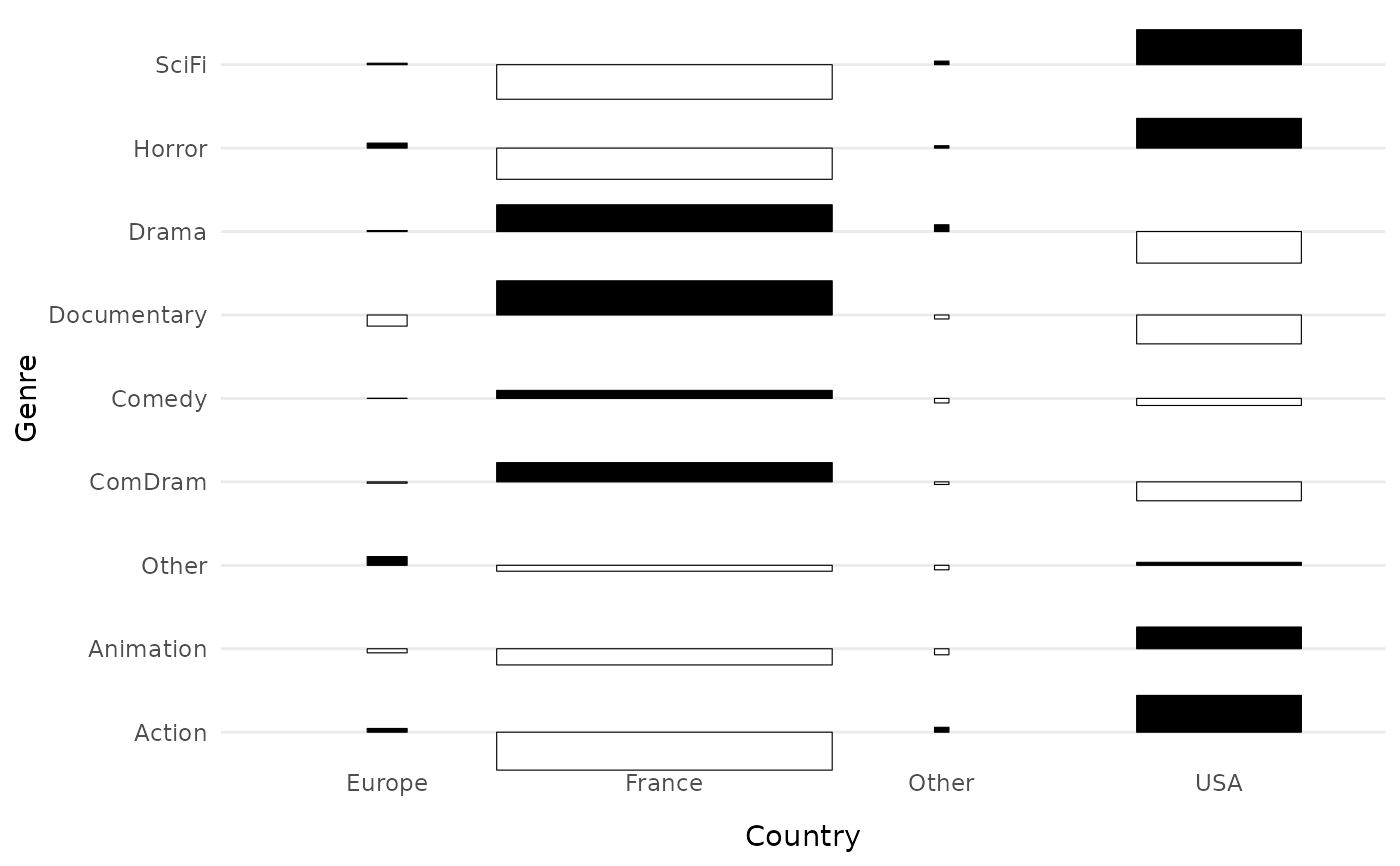 SciFi
Horror
Drama
Documentary
Comedy
ComDram
Other
Animation
Action
Genre
Europe
France
Other
USA
Country